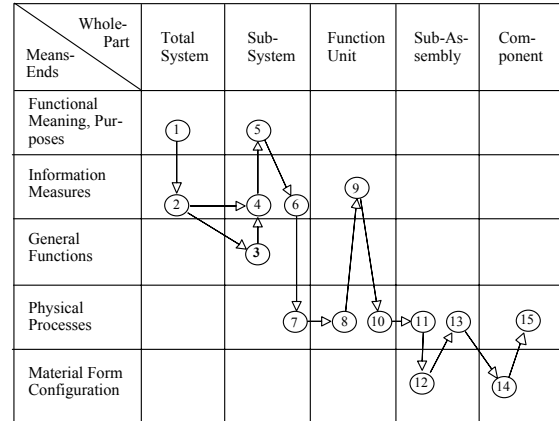 Whole-
Part
Means-
Ends
Total
System
Sub-
System
Function
Unit
Sub-As-
sembly
Com-
ponent
Functional
Meaning, Pur-
poses
1
5
Information
Measures
2
4
6
9
General
Functions
3
Physical
Processes
7
8
10
11
13
15
Material Form
Configuration
12
14